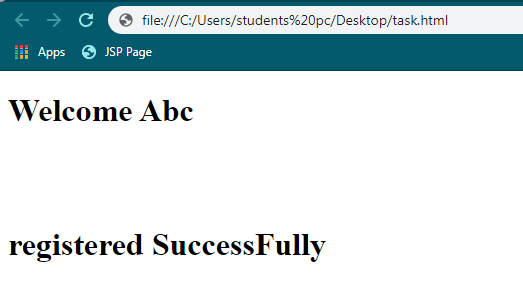 file:///C:/Users/students%20pc/Desktop/task.html
Apps JSP Page
Welcome Abc
registered SuccessFully